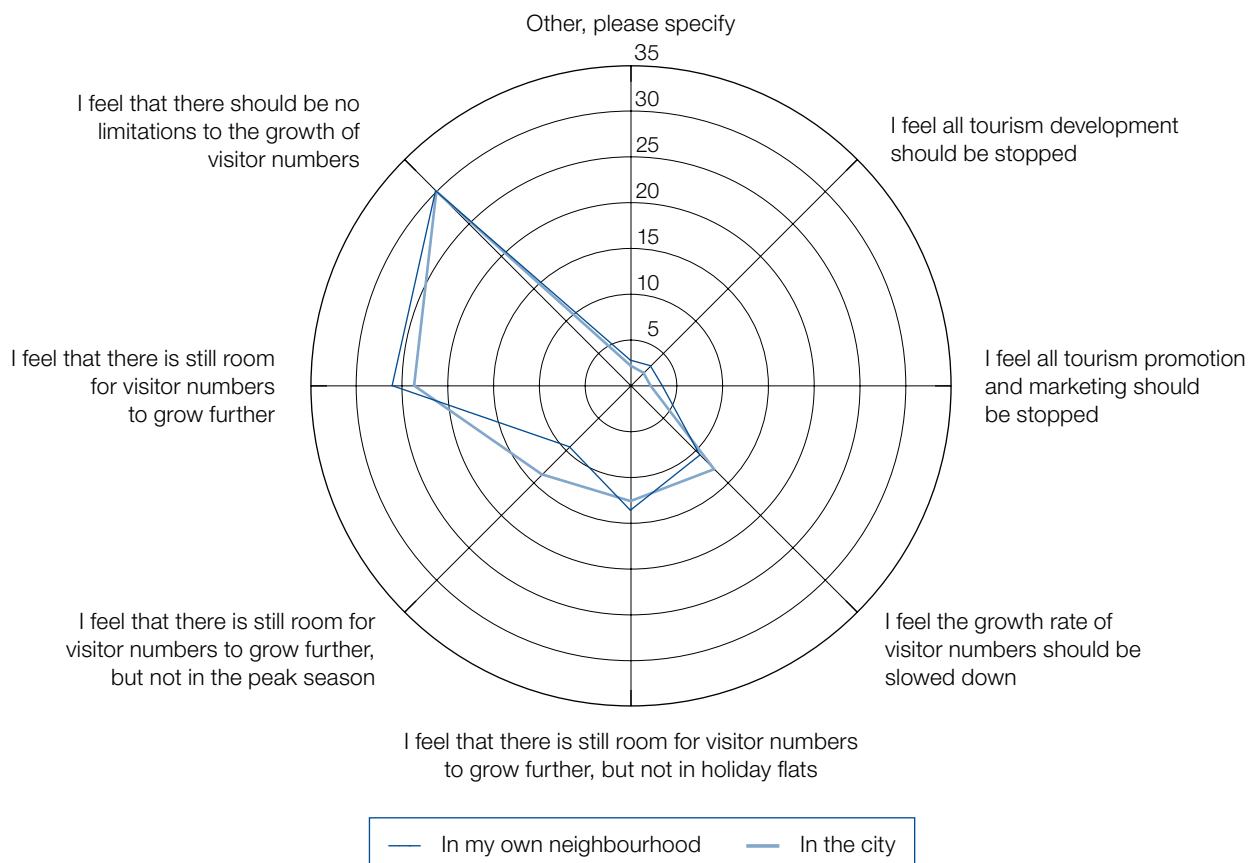 Other, please specify
35
30
25
20
15
10
5
I feel that there should be no
limitations to the growth of
visitor numbers
I feel all tourism development
should be stopped
I feel that there is still room
for visitor numbers
to grow further
I feel all tourism promotion
and marketing should
be stopped
I feel that there is still room for
visitor numbers to grow further,
but not in the peak season
I feel the growth rate of
visitor numbers should be
slowed down
I feel that there is still room for visitor numbers
to grow further, but not in holiday flats
In my own neighbourhood
In the city